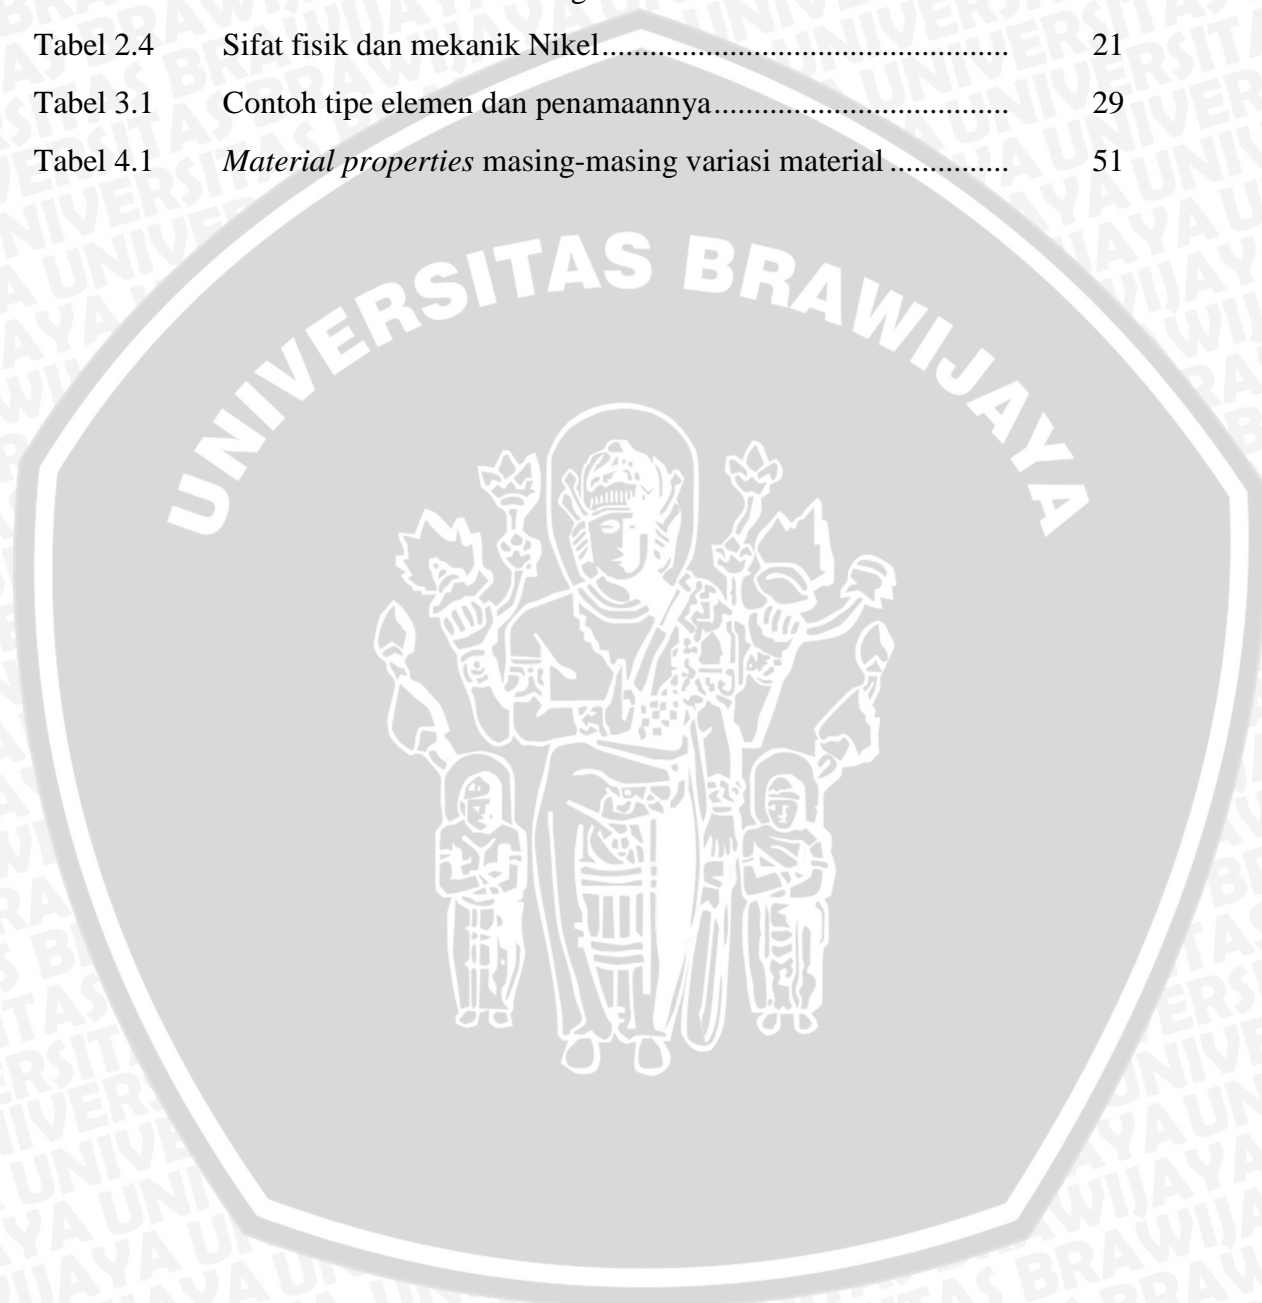 Tabel 2.4 Sifat fisik dan mekanik Nikel................................................... 21
Tabel 3.1 Contoh tipe elemen dan penamaannya..................................... 29
Tabel 4.1 Material properties masing-masing variasi material ............... 51
UNIVERSITAS BRAWIJAYA